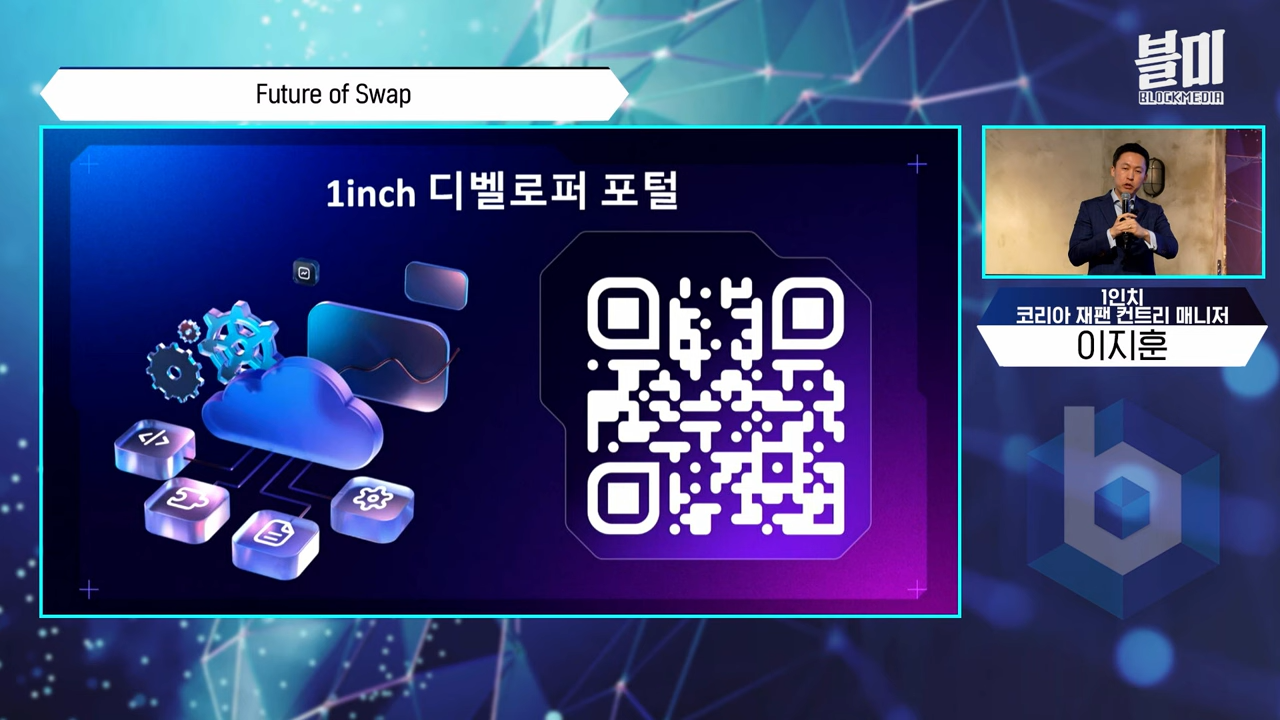 블미
BLOCKMEDIA
Future of Swap
1inch 디벨로퍼 포털
1인치
코리아 재팬 컨트리 매니저
이지훈